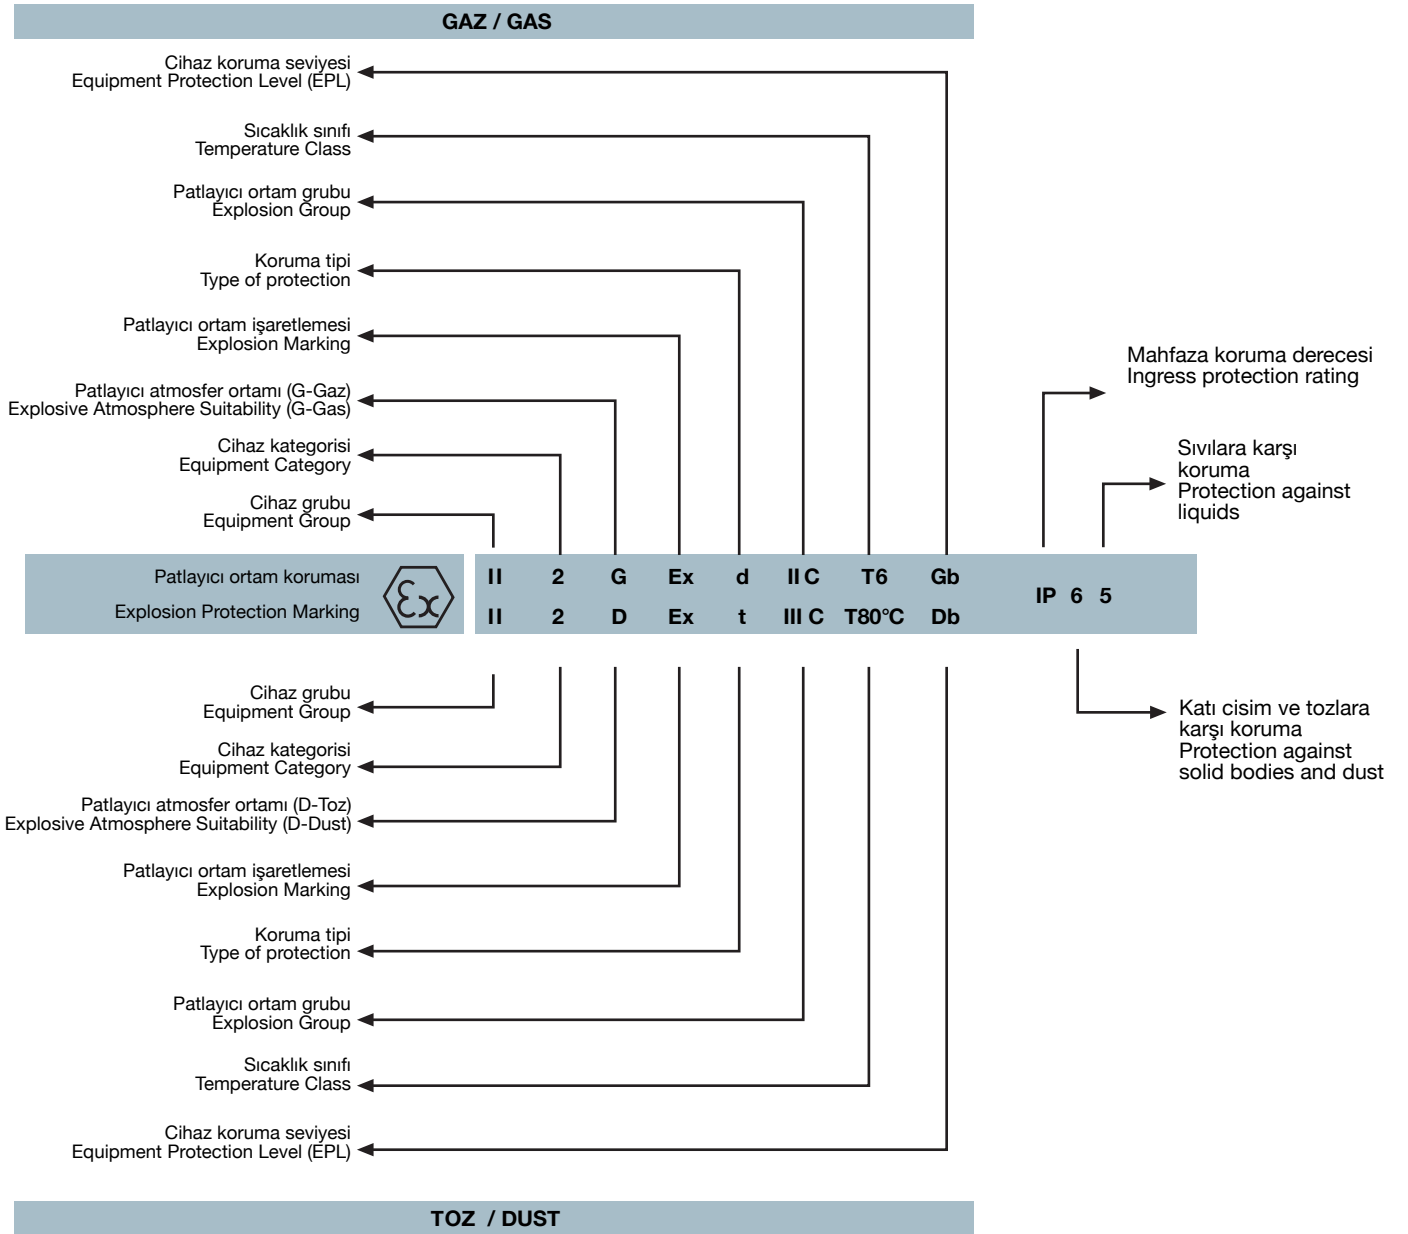 GAZ / GAS
Cihaz koruma seviyesi
Equipment Protection Level (EPL)
Sıcaklık sınıfı
Temperature Class
Patlayıcı ortam grubu
Explosion Group
Koruma tipi
Type of protection
Patlayıcı ortam işaretlemesi
Explosion Marking
Patlayıcı atmosfer ortamı (G-Gaz)
Explosive Atmosphere Suitability (G-Gas)
Cihaz kategorisi
Equipment Category
Cihaz grubu
Equipment Group
Mahfaza koruma derecesi
Ingress protection rating
Sıvılara karşı
koruma
Protection against
liquids
Patlayıcı ortam koruması
Explosion Protection Marking
Ex
II 2 G Ex d II C T6 Gb
II 2 D Ex t III C T80°C Db
IP 6 5
Cihaz grubu
Equipment Group
Cihaz kategorisi
Equipment Category
Patlayıcı atmosfer ortamı (D-Toz)
Explosive Atmosphere Suitability (D-Dust)
Patlayıcı ortam işaretlemesi
Explosion Marking
Koruma tipi
Type of protection
Patlayıcı ortam grubu
Explosion Group
Sıcaklık sınıfı
Temperature Class
Cihaz koruma seviyesi
Equipment Protection Level (EPL)
Katı cisim ve tozlara
karşı koruma
Protection against
solid bodies and dust
TOZ / DUST